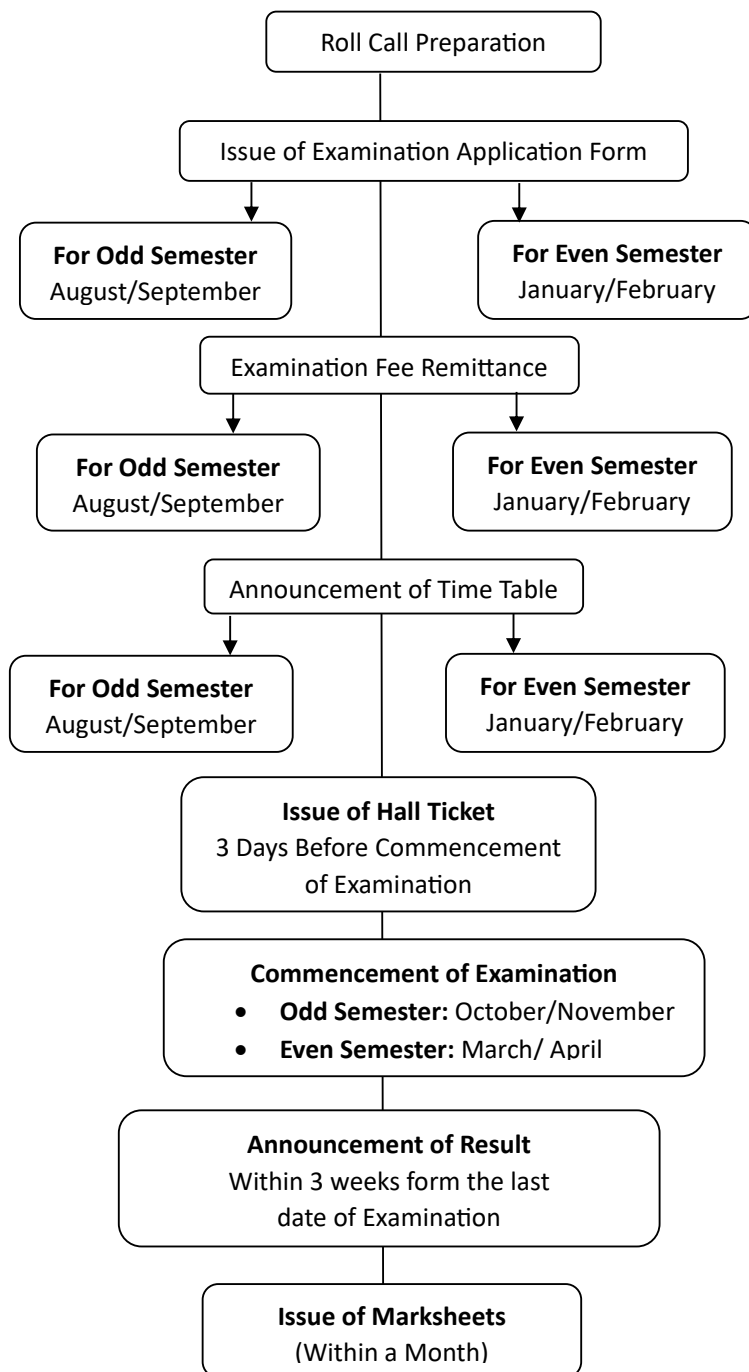 Roll Call Preparation
Issue of Examination Application Form
For Odd Semester
August/September
For Even Semester
January/February
Examination Fee Remittance
For Odd Semester
August/September
For Even Semester
January/February
Announcement of Time Table
For Odd Semester
August/September
For Even Semester
January/February
Issue of Hall Ticket
3 Days Before Commencement
of Examination
Commencement of Examination
• Odd Semester: October/November
• Even Semester: March/ April
Announcement of Result
Within 3 weeks form the last
date of Examination
Issue of Marksheets
(Within a Month)